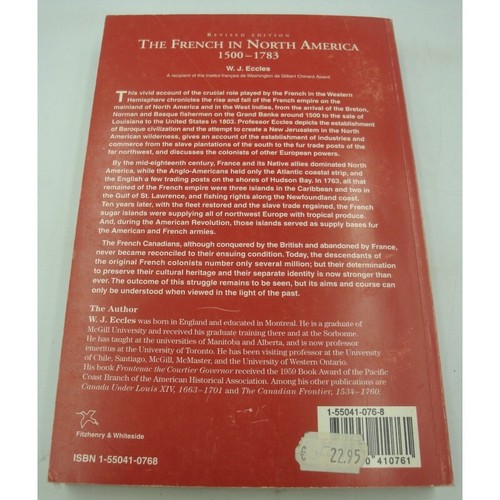 REVISED EDITION
THE FRENCH IN NORTH AMERICA
1500–1783
W. J. Eccles
A recipient of the Institut français de Washington de Gilbert Chinard Award
This vivid account of the crucial role played by the French in the Western
Hemisphere chronicles the rise and fall of the French empire on the
mainland of North America and in the West Indies, from the arrival of the Breton,
Norman and Basque fishermen on the Grand Banks around 1500 to the sale of
Louisiana to the United States in 1803. Professor Eccles depicts the establishment
of Baroque civilization and the attempt to create a New Jerusalem in the North
American wilderness, gives an account of the establishment of industries and
commerce from the slave plantations of the south to the fur trade posts of the
far northwest, and discusses the colonists of other European powers.
By the mid-eighteenth century, France and its Native allies dominated North
America, while the Anglo-Americans held only the Atlantic coastal strip, and
the English a few trading posts on the shores of Hudson Bay. In 1763, all that
remained of the French empire were three islands in the Caribbean and two in
the Gulf of St. Lawrence, and fishing rights along the Newfoundland coast.
Ten years later, with the fleet restored and the slave trade regained, the French
sugar islands were supplying all of northwest Europe with tropical produce.
And, during the American Revolution, those islands served as supply bases for
the American and French armies.
The French Canadians, although conquered by the British and abandoned by France,
never became reconciled to their ensuing condition. Today, the descendants of
the original French colonists number only several million; but their determination
to preserve their cultural heritage and their separate identity is now stronger than
ever. The outcome of this struggle remains to be seen, but its aims and course can
only be understood when viewed in the light of the past.
The Author
W. J. Eccles was born in England and educated in Montreal. He is a graduate of
McGill University and received his graduate training there and at the Sorbonne.
He has taught at the universities of Manitoba and Alberta, and is now professor
emeritus at the University of Toronto. He has been visiting professor at the University
of Chile, Santiago, McGill, McMaster, and the University of Western Ontario.
His book Frontenac the Courtier Governor received the 1959 Book Award of the Pacific
Coast Branch of the American Historical Association. Among his other publications are
Canada Under Louis XIV, 1663–1701 and The Canadian Frontier, 1534–1760.
Fitzhenry & Whiteside
ISBN 1-55041-0768
1-55041-076-8
22.95
0 410761